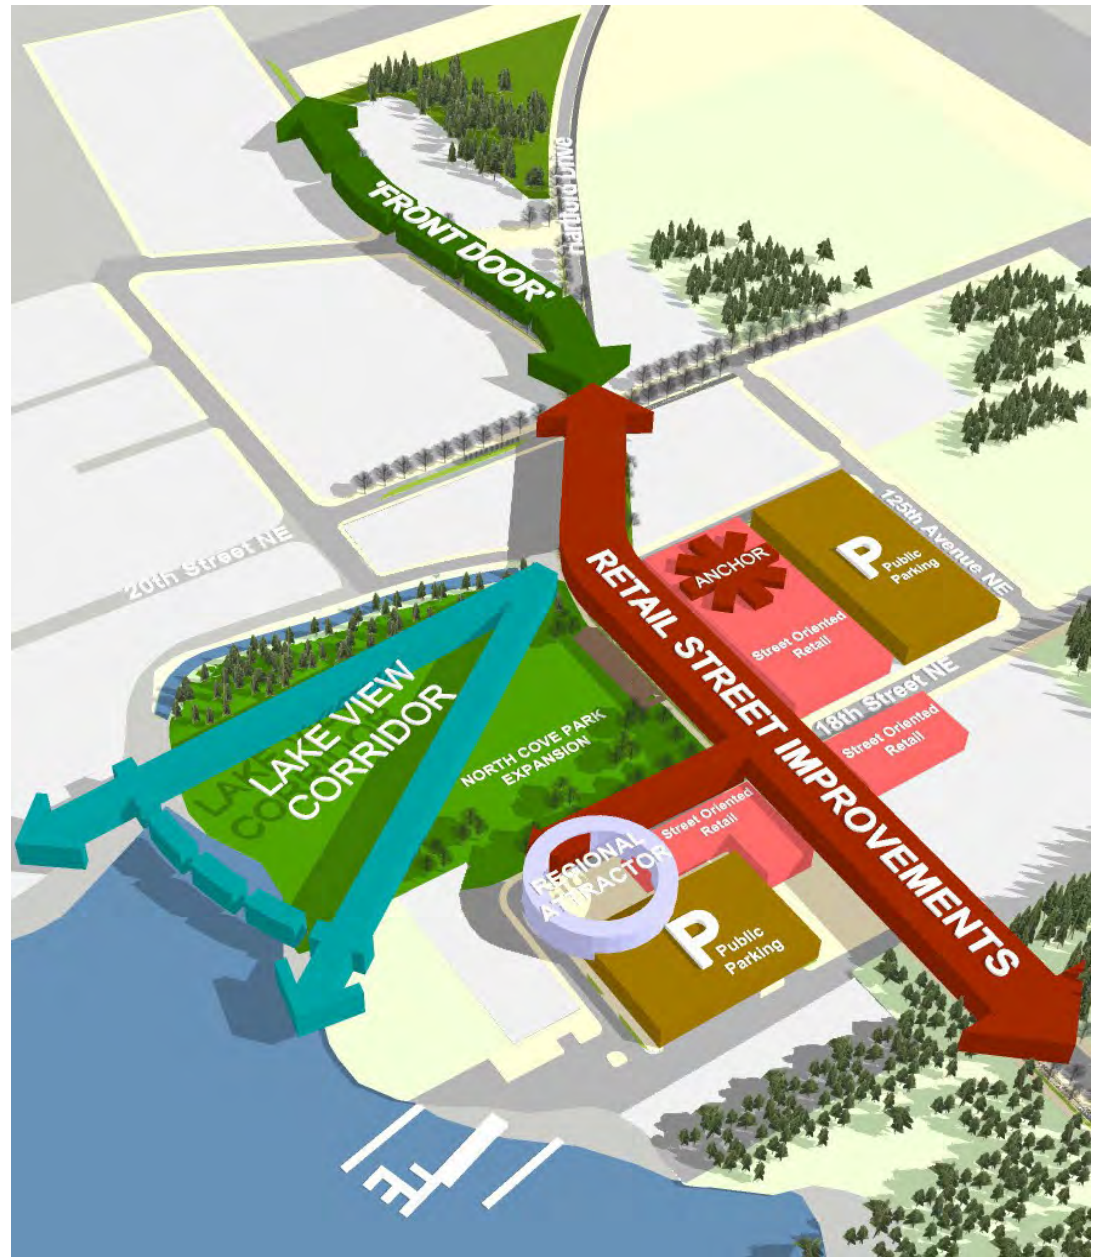 Hartford Drive
'FRONT DOOR'
20th Street NE
125th Avenue NE
P
Public
Parking
ANCHOR
RETAIL STREET IMPROVEMENTS
Street Oriented
Retail
18th Street NE
Street Oriented
Retail
LAKE VIEW
CORRIDOR
NORTH COVE PARK
EXPANSION
Street Oriented
Retail
REGIONAL
ATTRACTOR
P
Public
Parking